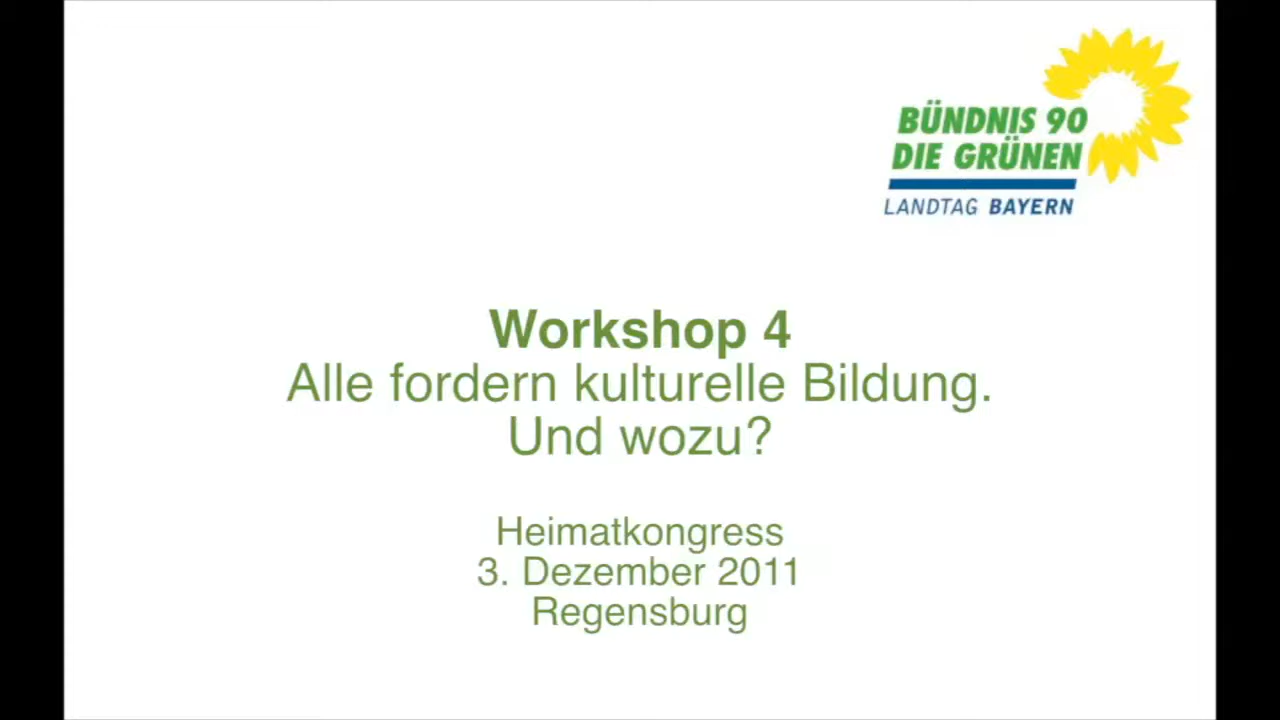 BÜNDNIS 90
DIE GRÜNEN
LANDTAG BAYERN
Workshop 4
Alle fordern kulturelle Bildung.
Und wozu?
Heimatkongress
3. Dezember 2011
Regensburg